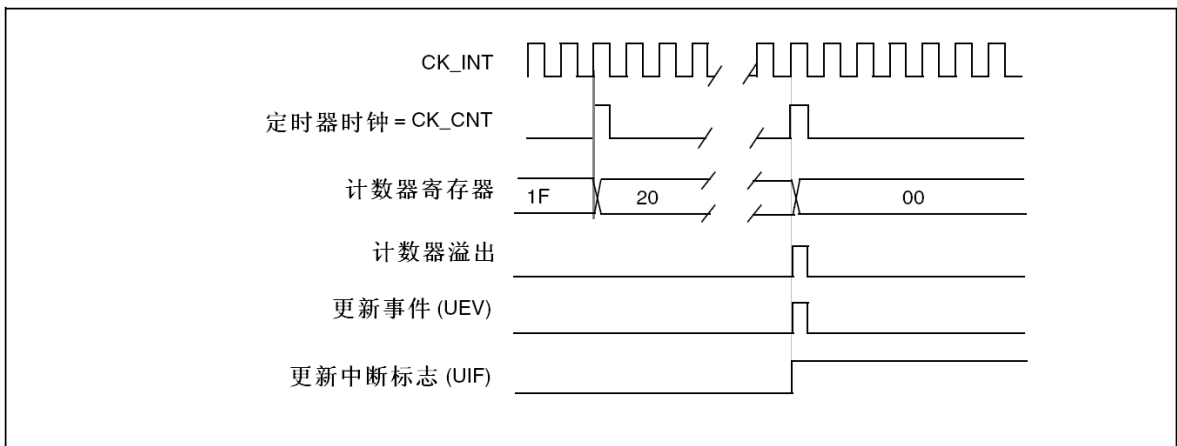 CK_INT
定时器时钟 = CK_CNT
计数器寄存器 1F 20 00
计数器溢出
更新事件 (UEV)
更新中断标志 (UIF)